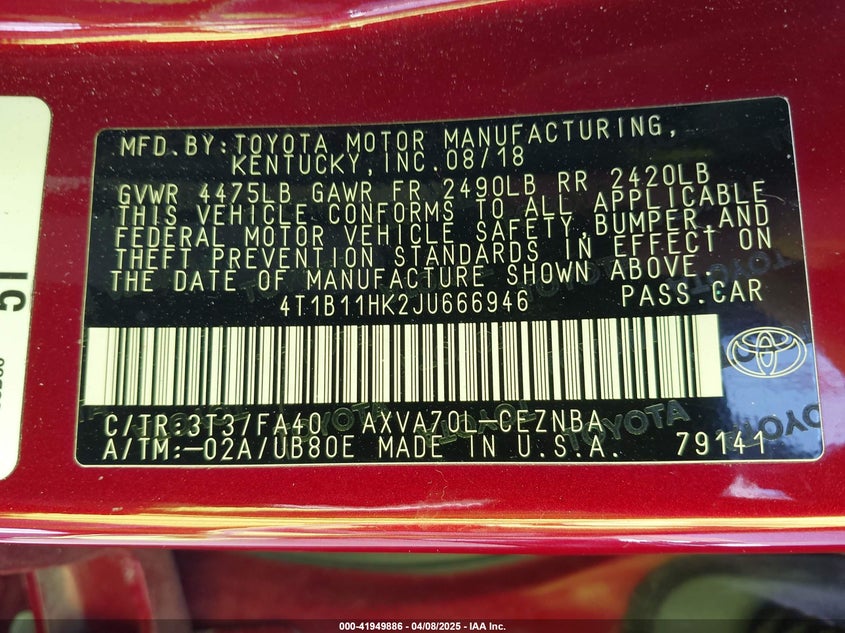 MFD.BY:TOYOTA MOTOR MANUFACTURING,
KENTUCKY,INC.08/18
GVWR 4475LB GAWR FR 2490LB RR 2420LB
THIS VEHICLE CONFORMS TO ALL APPLICABLE
FEDERAL MOTOR VEHICLE SAFETY,BUMPER,AND
THEFT PREVENTION STANDARDS IN EFFECT ON
THE DATE OF MANUFACTURE SHOWN ABOVE.
4T1B11HK2JU666946 PASS.CAR
C/TR:3T3/FA40 AXVA70L-CEZNBA
A/TM:-02A/UB80E MADE IN U.S.A. 79141
TOYOTA
000-41949886 - 04/08/2025 - IAA Inc.